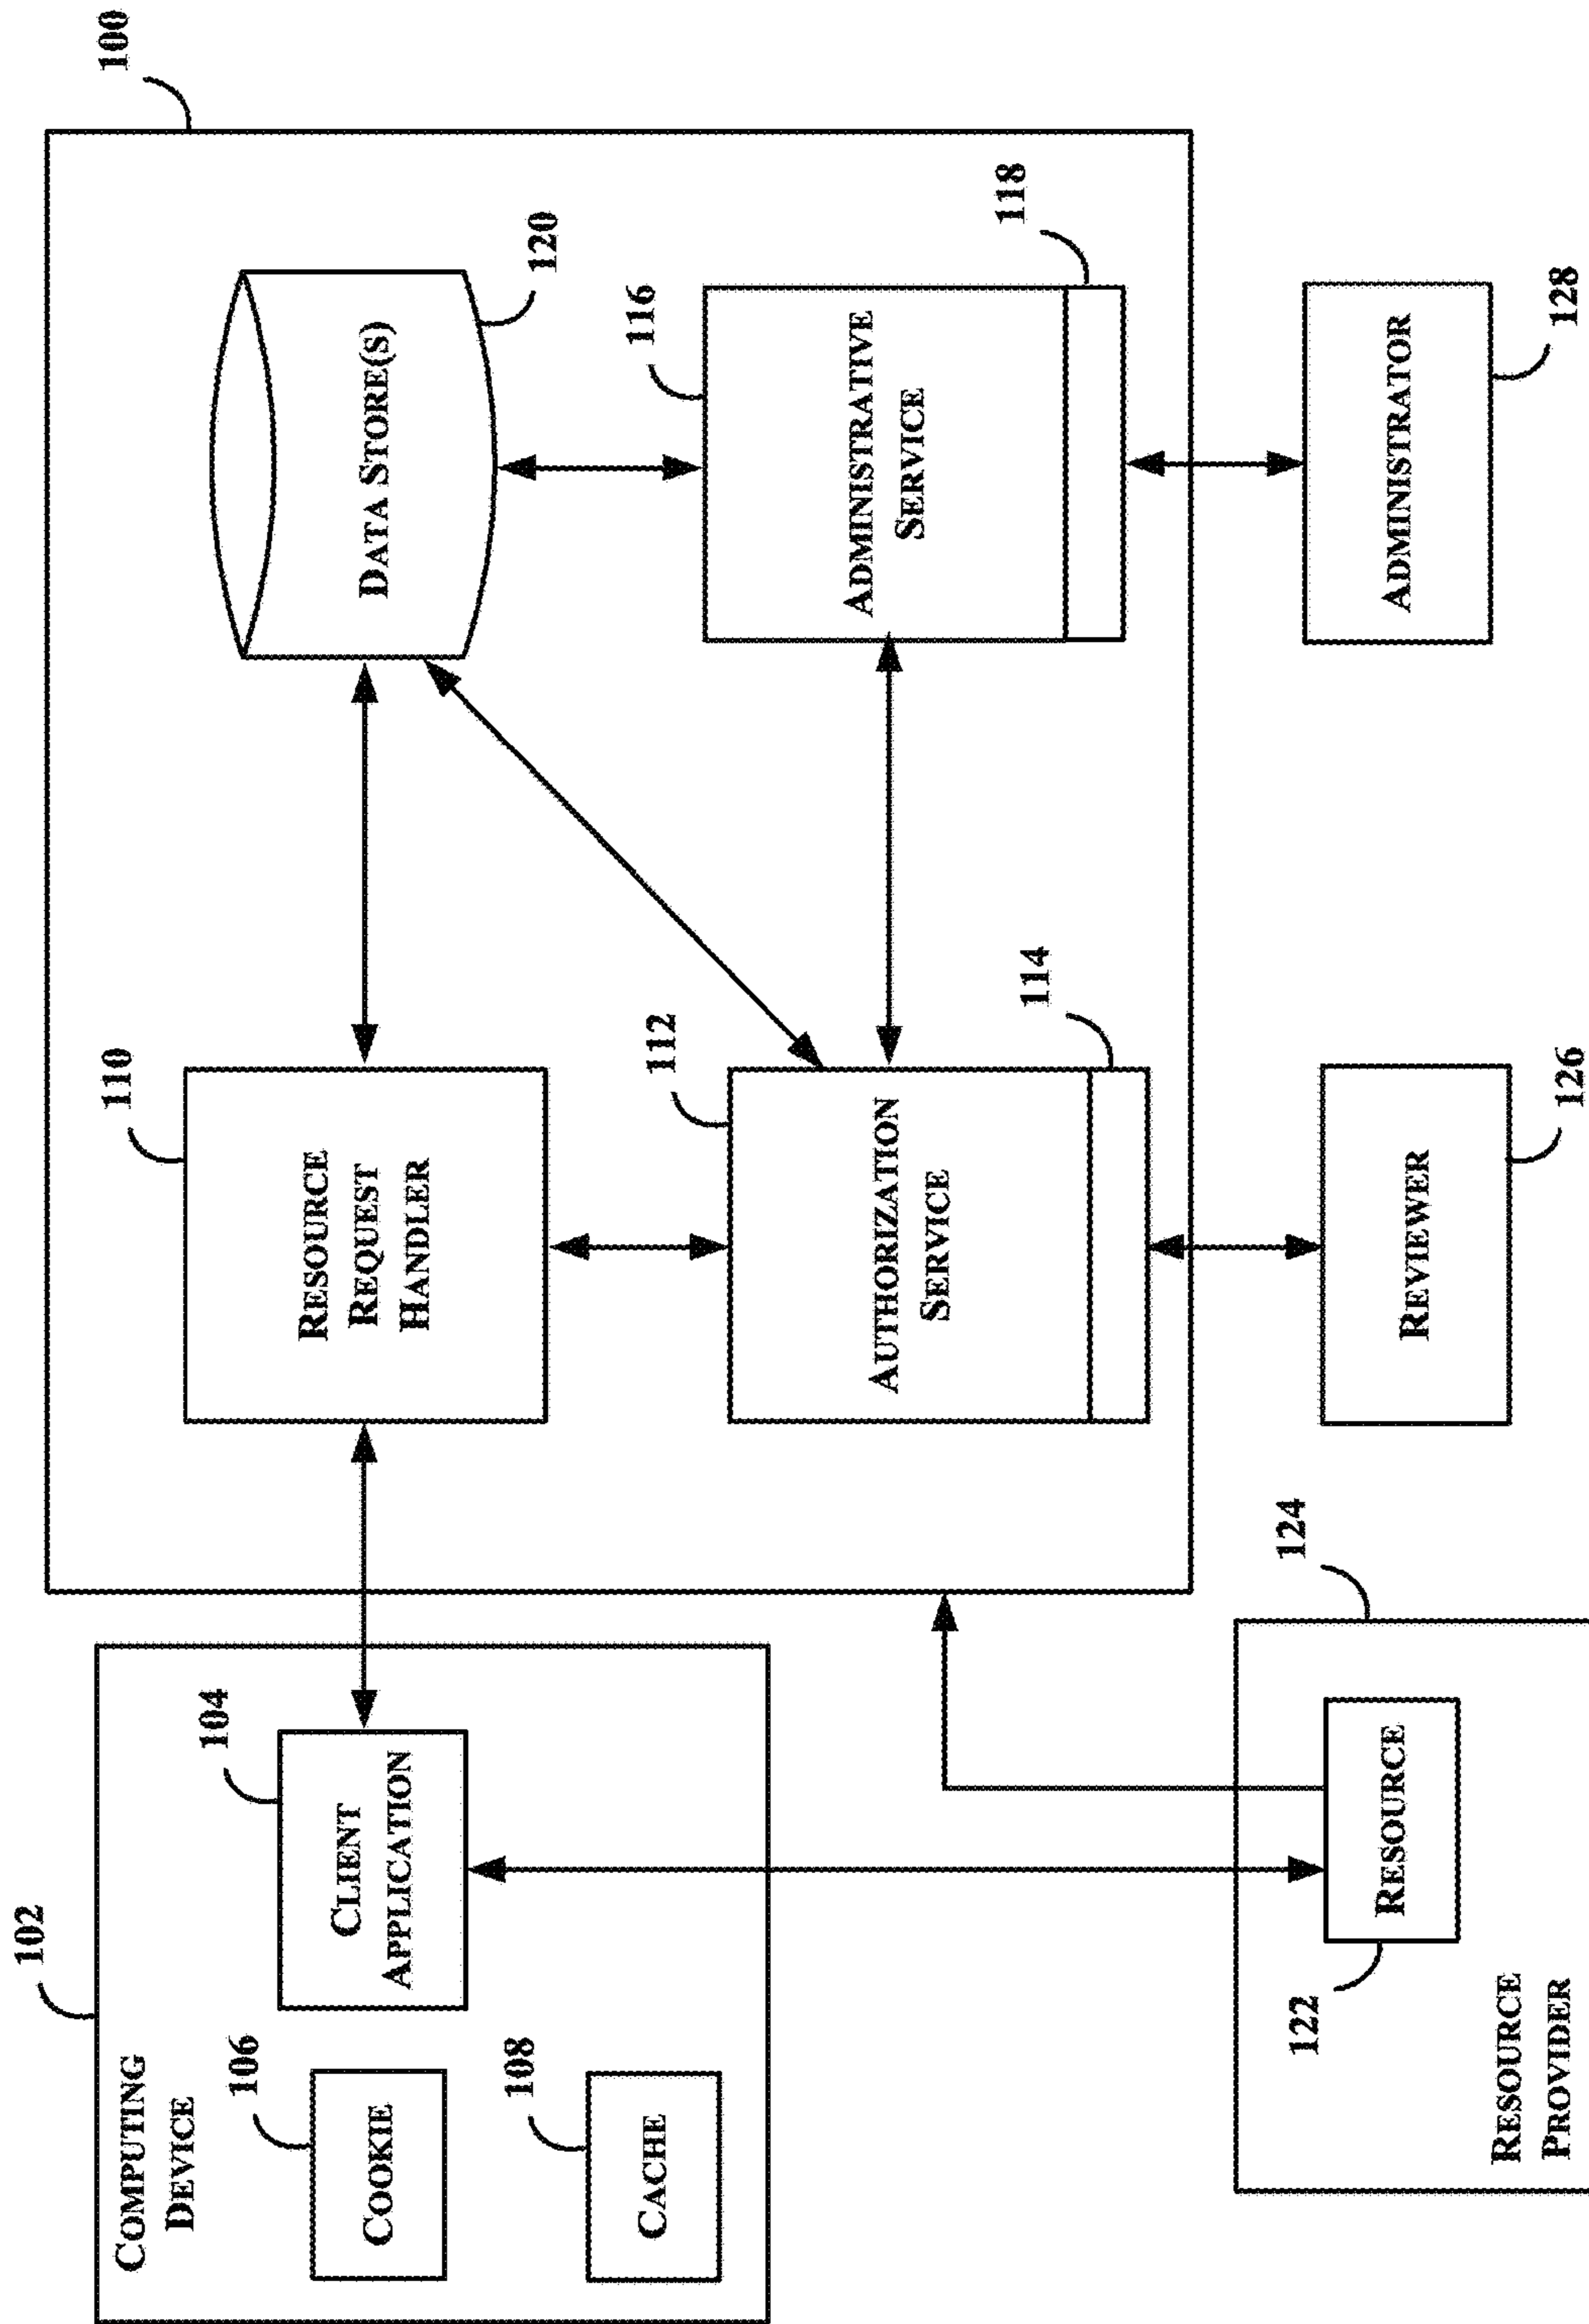 102
COMPUTING
DEVICE
106
COOKIE
108
CACHE
104
CLIENT
APPLICATION
100
110
RESOURCE
REQUEST
HANDLER
DATA STORE(S)
120
112
AUTHORIZATION
SERVICE
114
116
ADMINISTRATIVE
SERVICE
118
124
122
RESOURCE
RESOURCE
PROVIDER
REVIEWER
126
ADMINISTRATOR
128